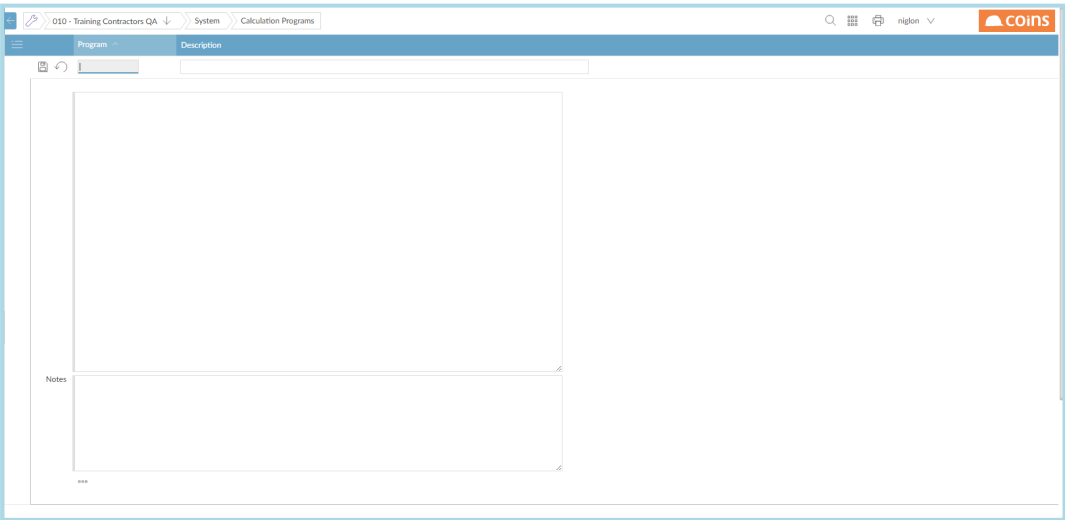 010 - Training Contractors QA System Calculation Programs niglon coins
Program Description
Notes